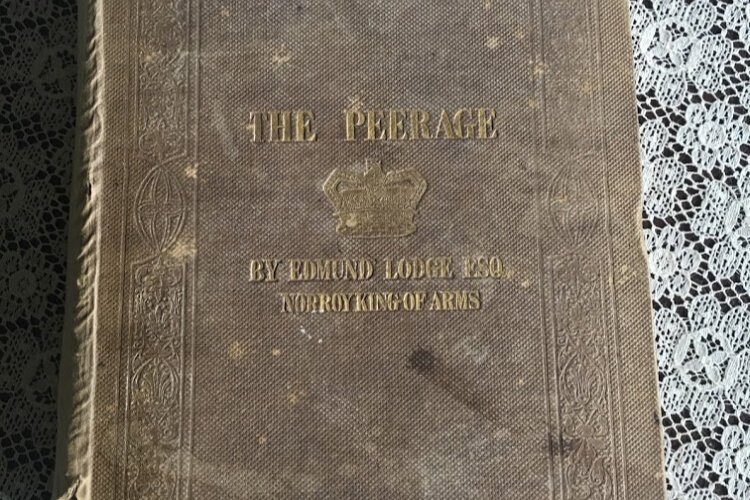 THE PEERAGE
BY EDMUND LODGE ESQ.
NORROY KING-OF ARMS